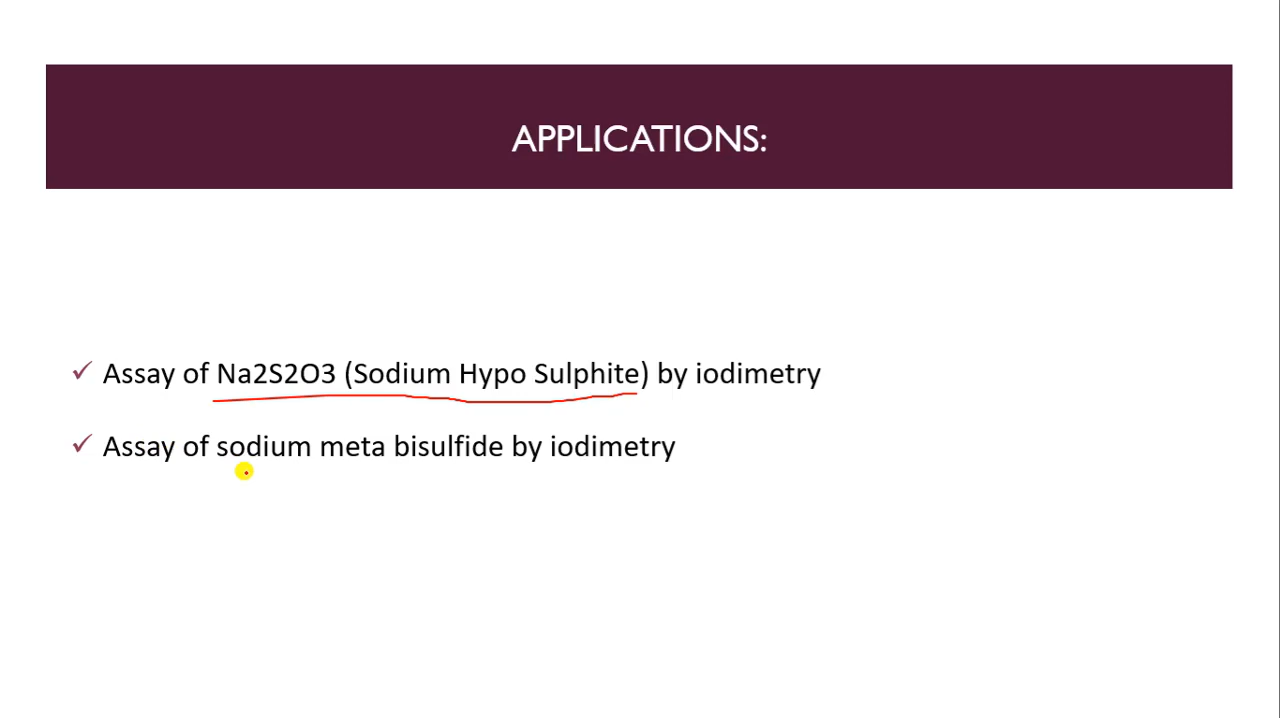 APPLICATIONS:
✓ Assay of Na2S2O3 (Sodium Hypo Sulphite) by iodimetry
✓ Assay of sodium meta bisulfide by iodimetry